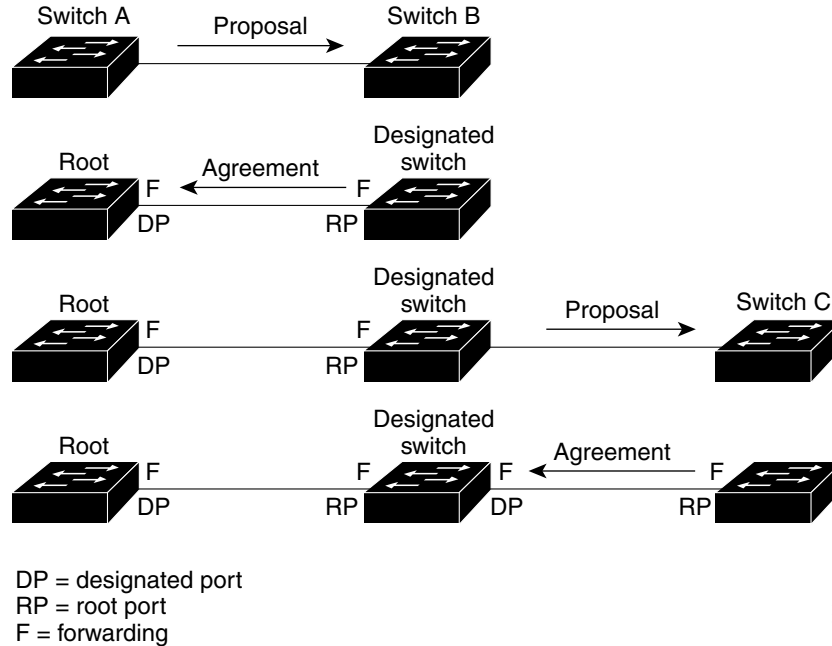 Switch A
Proposal
Switch B
Root
F
Agreement
F
Designated
switch
DP
RP
Root
F
F
Designated
switch
Proposal
Switch C
DP
RP
Root
F
F
Designated
switch
F
Agreement
F
DP
RP
DP
RP
DP = designated port
RP = root port
F = forwarding